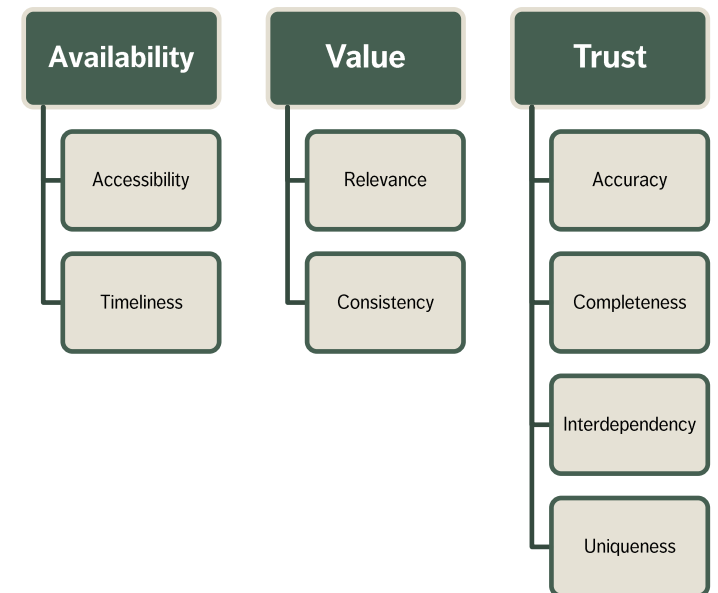 Availability
Accessibility
Timeliness
Value
Relevance
Consistency
Trust
Accuracy
Completeness
Interdependency
Uniqueness